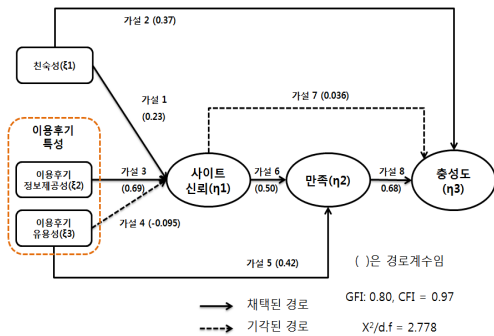 가설 2 (0.37)
친숙성(ξ1)
가설 1
(0.23)
가설 7 (0.036)
이용후기
특성
이용후기
정보제공성(ξ2)
가설 3
(0.69)
사이트
신뢰(η1)
가설 6
(0.50)
만족(η2)
가설 8
0.68)
충성도
(η3)
이용후기
유용성(ξ3)
가설 4 (-0.095)
가설 5 (0.42)
( )은 경로계수임
채택된 경로
GFI: 0.80, CFI = 0.97
기각된 경로
X²/d.f = 2.778